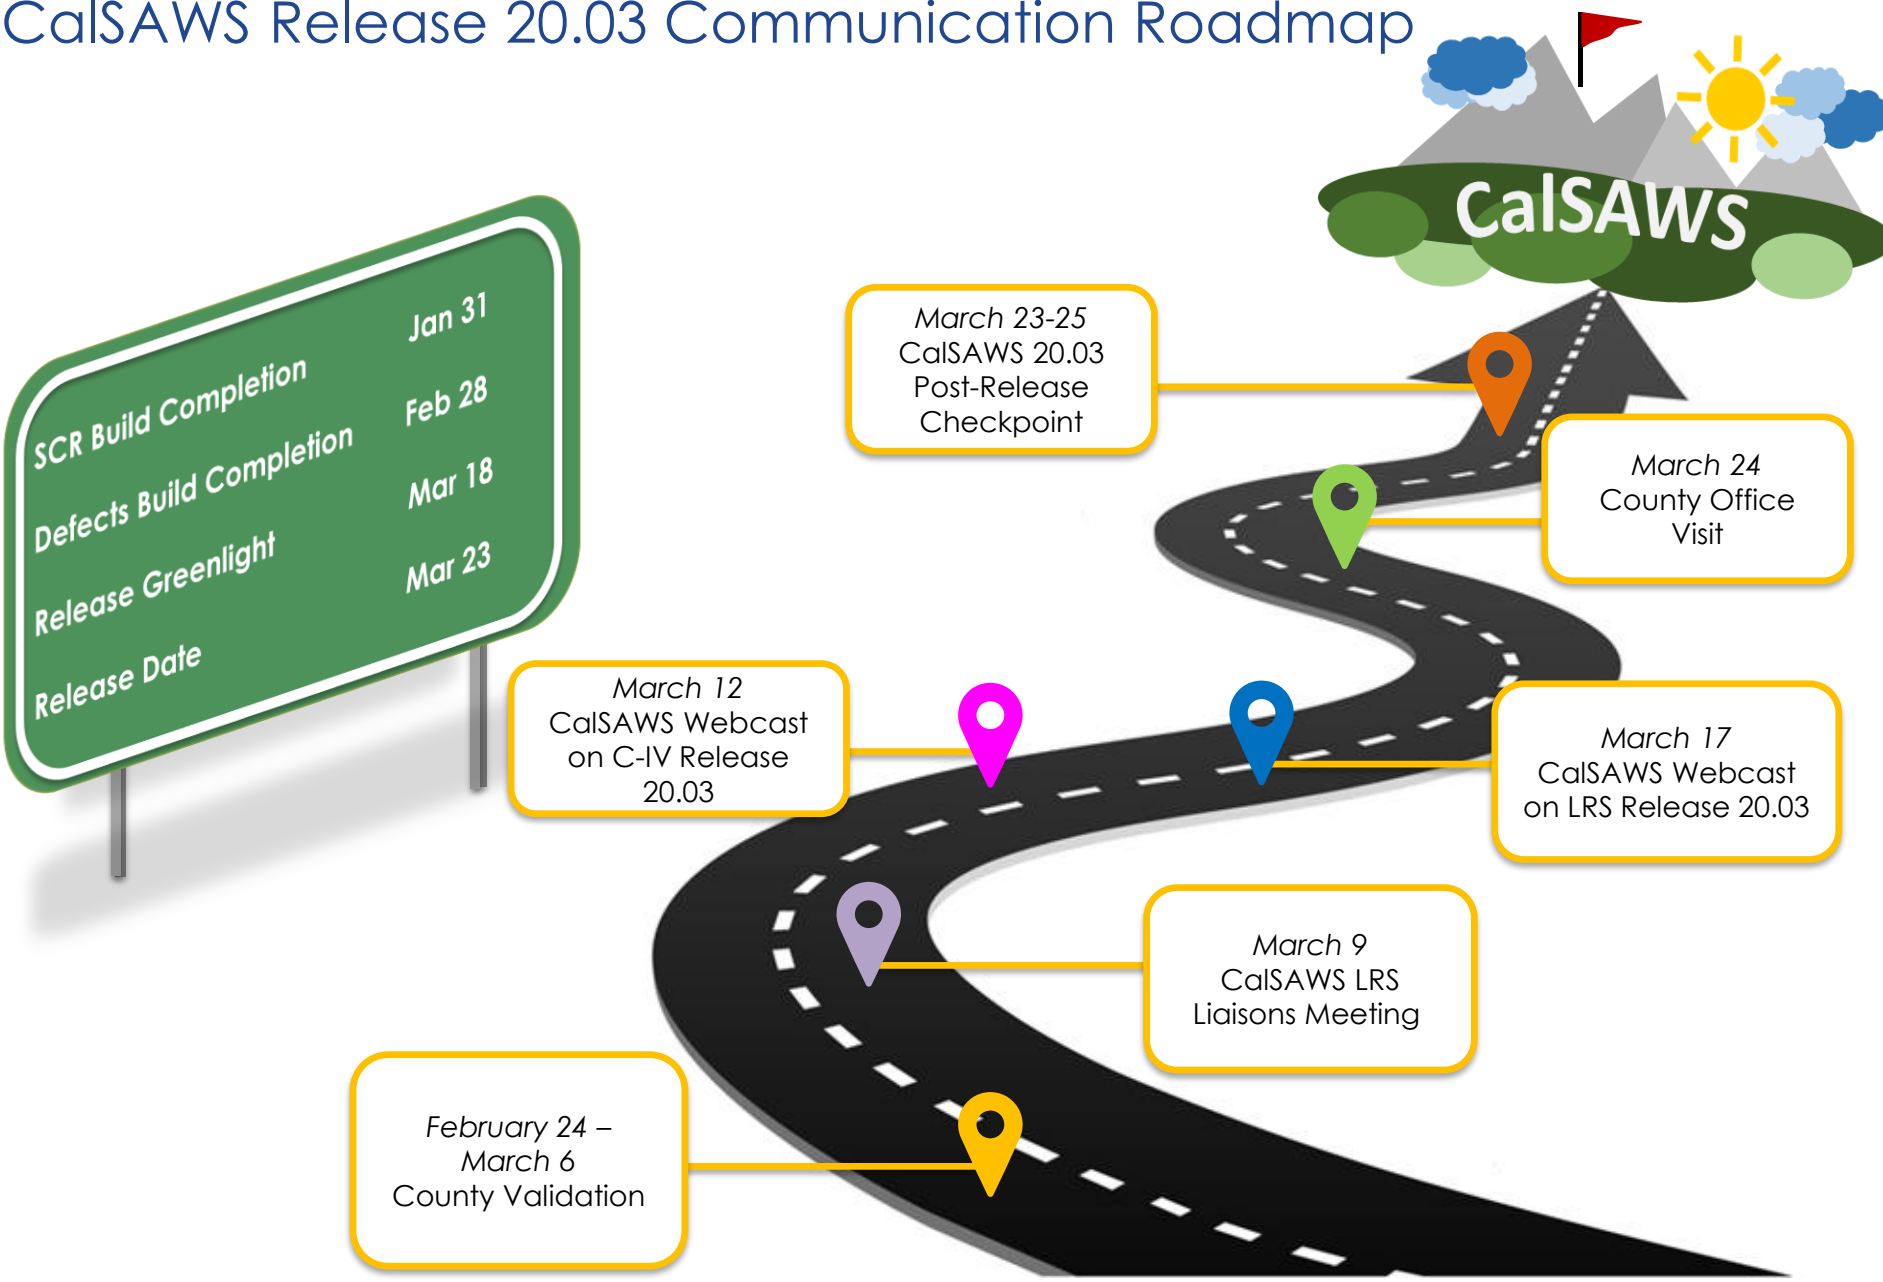 CalSAWS Release 20.03 Communication Roadmap
CalSAWS
SCR Build Completion Jan 31
Defects Build Completion Feb 28
Release Greenlight Mar 18
Release Date Mar 23
March 23-25
CalSAWS 20.03
Post-Release
Checkpoint
March 24
County Office
Visit
March 12
CalSAWS Webcast
on C-IV Release
20.03
March 17
CalSAWS Webcast
on LRS Release 20.03
March 9
CalSAWS LRS
Liaisons Meeting
February 24 –
March 6
County Validation